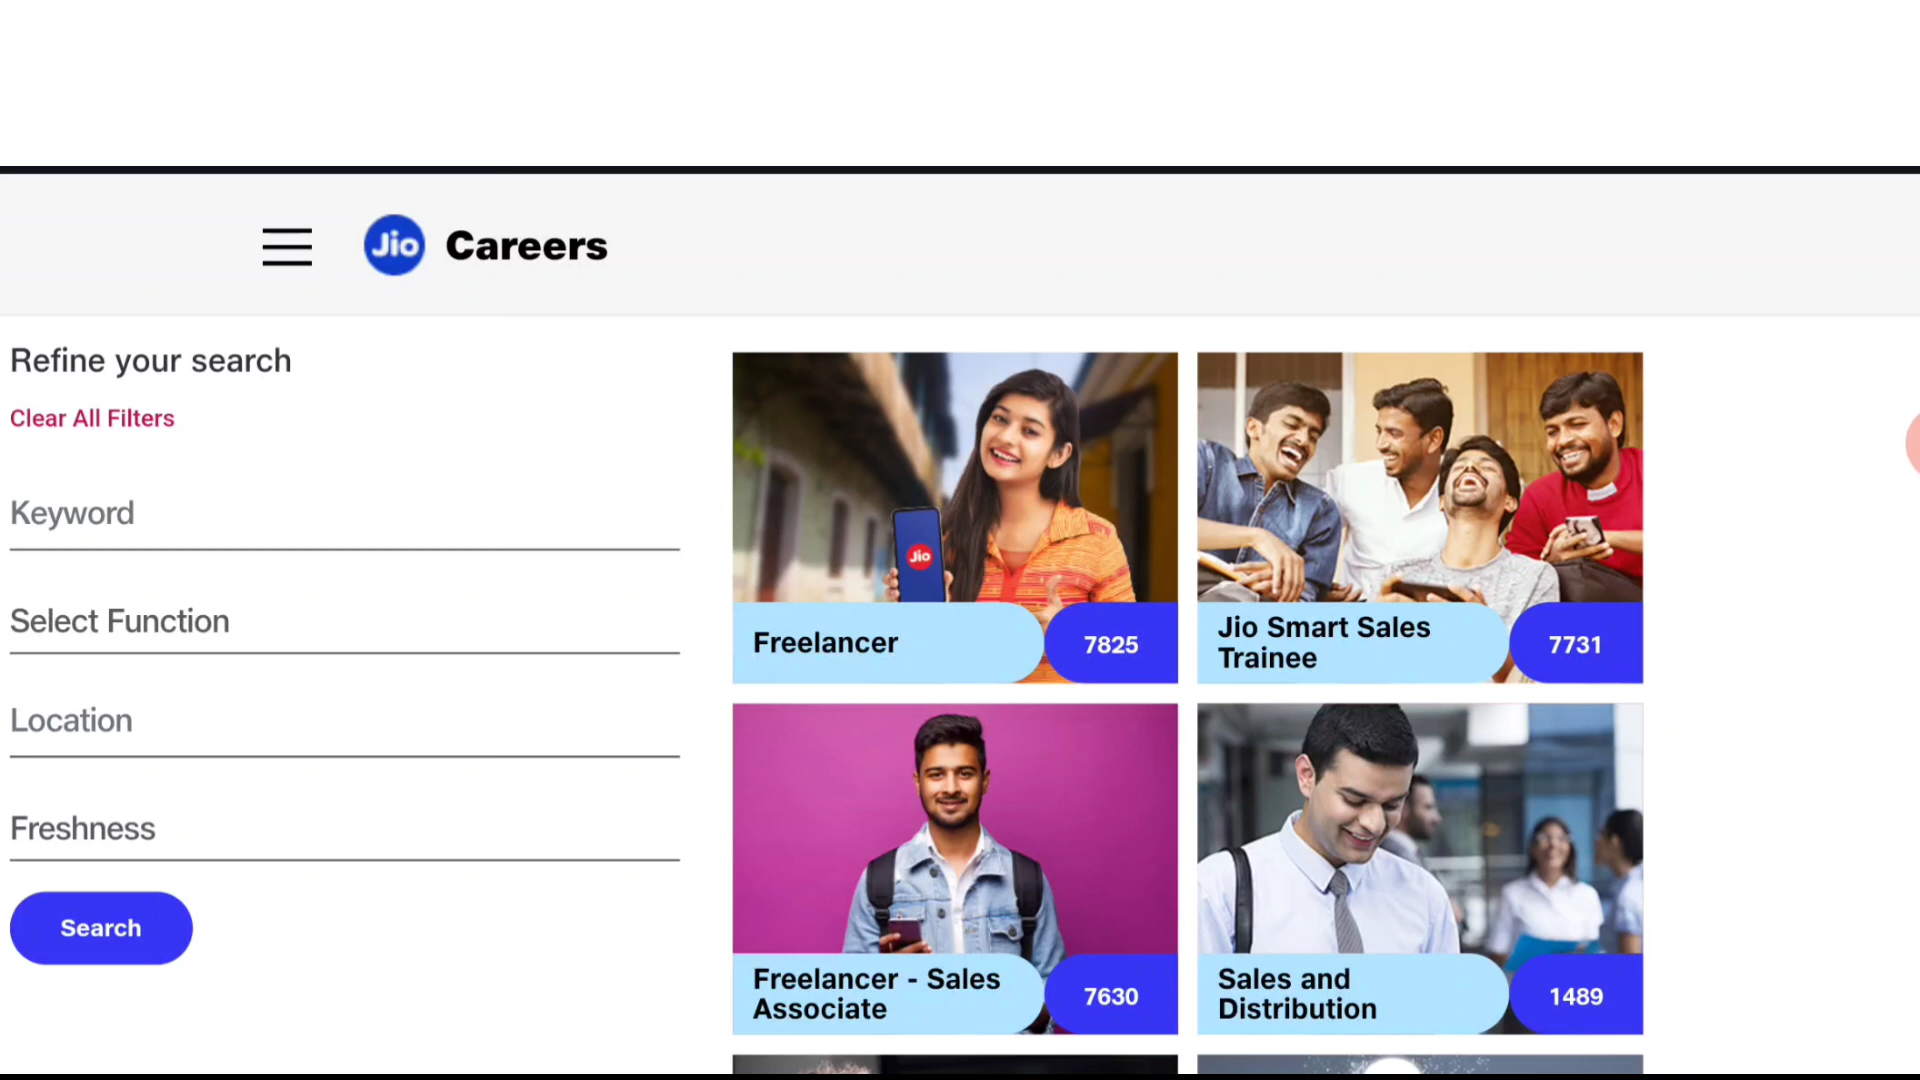 Jio Careers
Refine your search
Clear All Filters
Keyword
Select Function
Location
Freshness
Search
Jio
Freelancer
7825
Jio Smart Sales
Trainee
7731
Freelancer - Sales
Associate
7630
Sales and
Distribution
1489